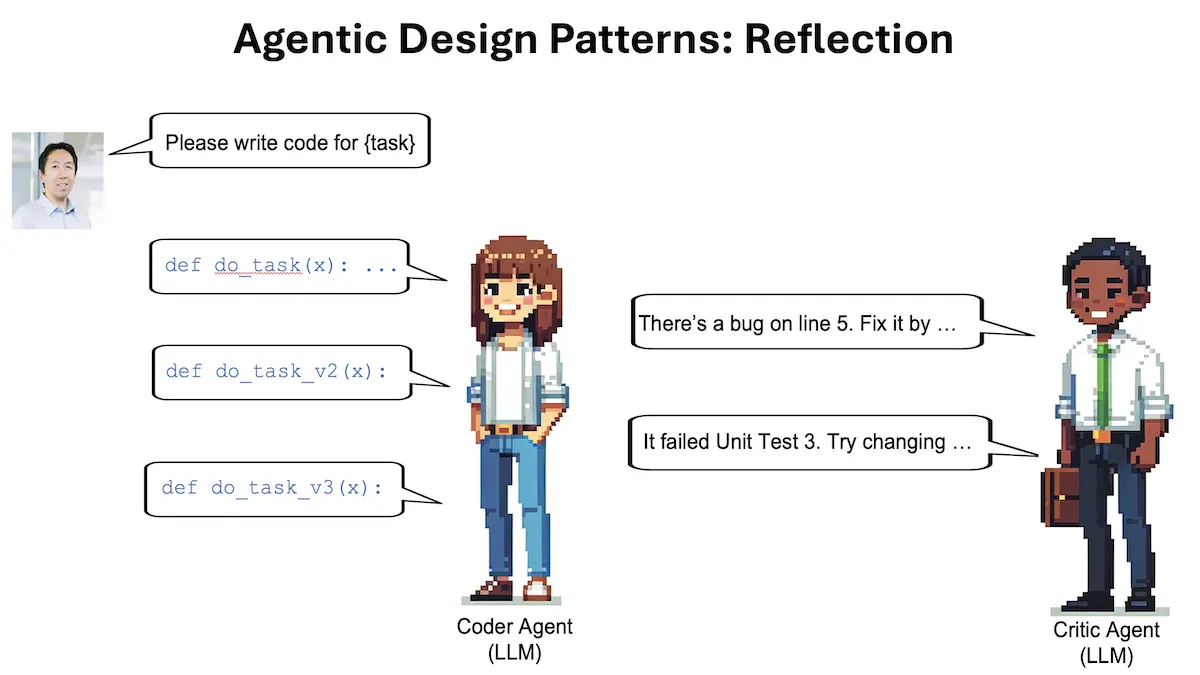 Agentic Design Patterns: Reflection
Please write code for {task}
def do_task(x): ...
There’s a bug on line 5. Fix it by …
def do_task_v2(x):
It failed Unit Test 3. Try changing …
def do_task_v3(x):
Coder Agent
(LLM)
Critic Agent
(LLM)